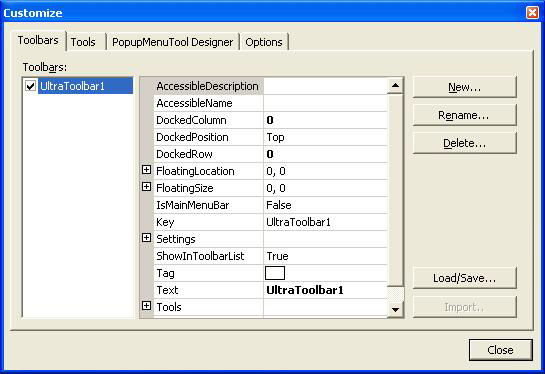 Customize
Toolbars Tools PopupMenuTool Designer Options
Toolbars:
UltraToolbar1
AccessibleDescription
AccessibleName
DockedColumn 0
DockedPosition Top
DockedRow 0
FloatingLocation 0, 0
FloatingSize 0, 0
IsMainMenuBar False
Key UltraToolbar1
Settings
ShowInToolbarList True
Tag
Text UltraToolbar1
Tools
New...
Rename...
Delete...
Load/Save...
Import..
Close